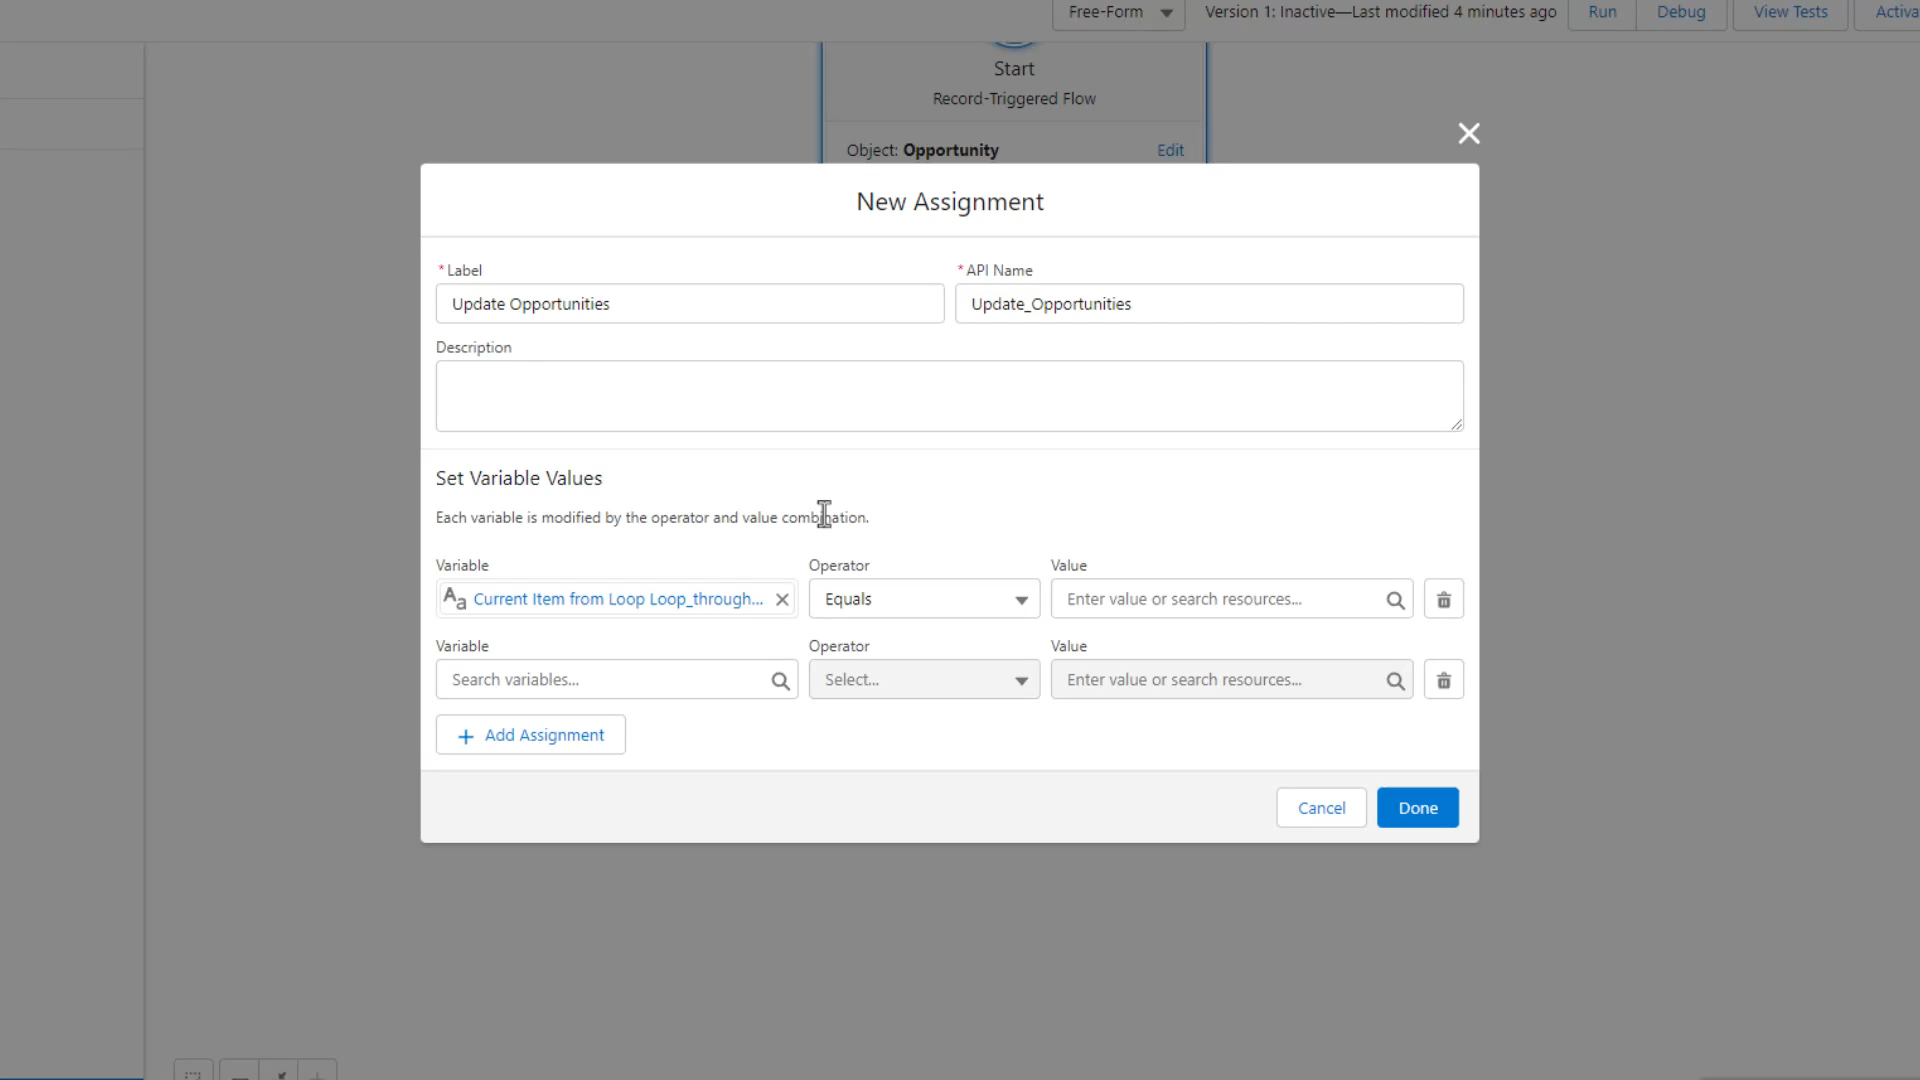 Free-Form
Version 1: Inactive—Last modified 4 minutes ago
Run
Debug
View Tests
Activa
Start
Record-Triggered Flow
Object: Opportunity
Edit
New Assignment
* Label
* API Name
Update Opportunities
Update_Opportunities
Description
Set Variable Values
Each variable is modified by the operator and value combination.
Variable
Operator
Value
Aa Current Item from Loop Loop_through...
Equals
Enter value or search resources...
Variable
Operator
Value
Search variables...
Select...
Enter value or search resources...
+ Add Assignment
Cancel
Done